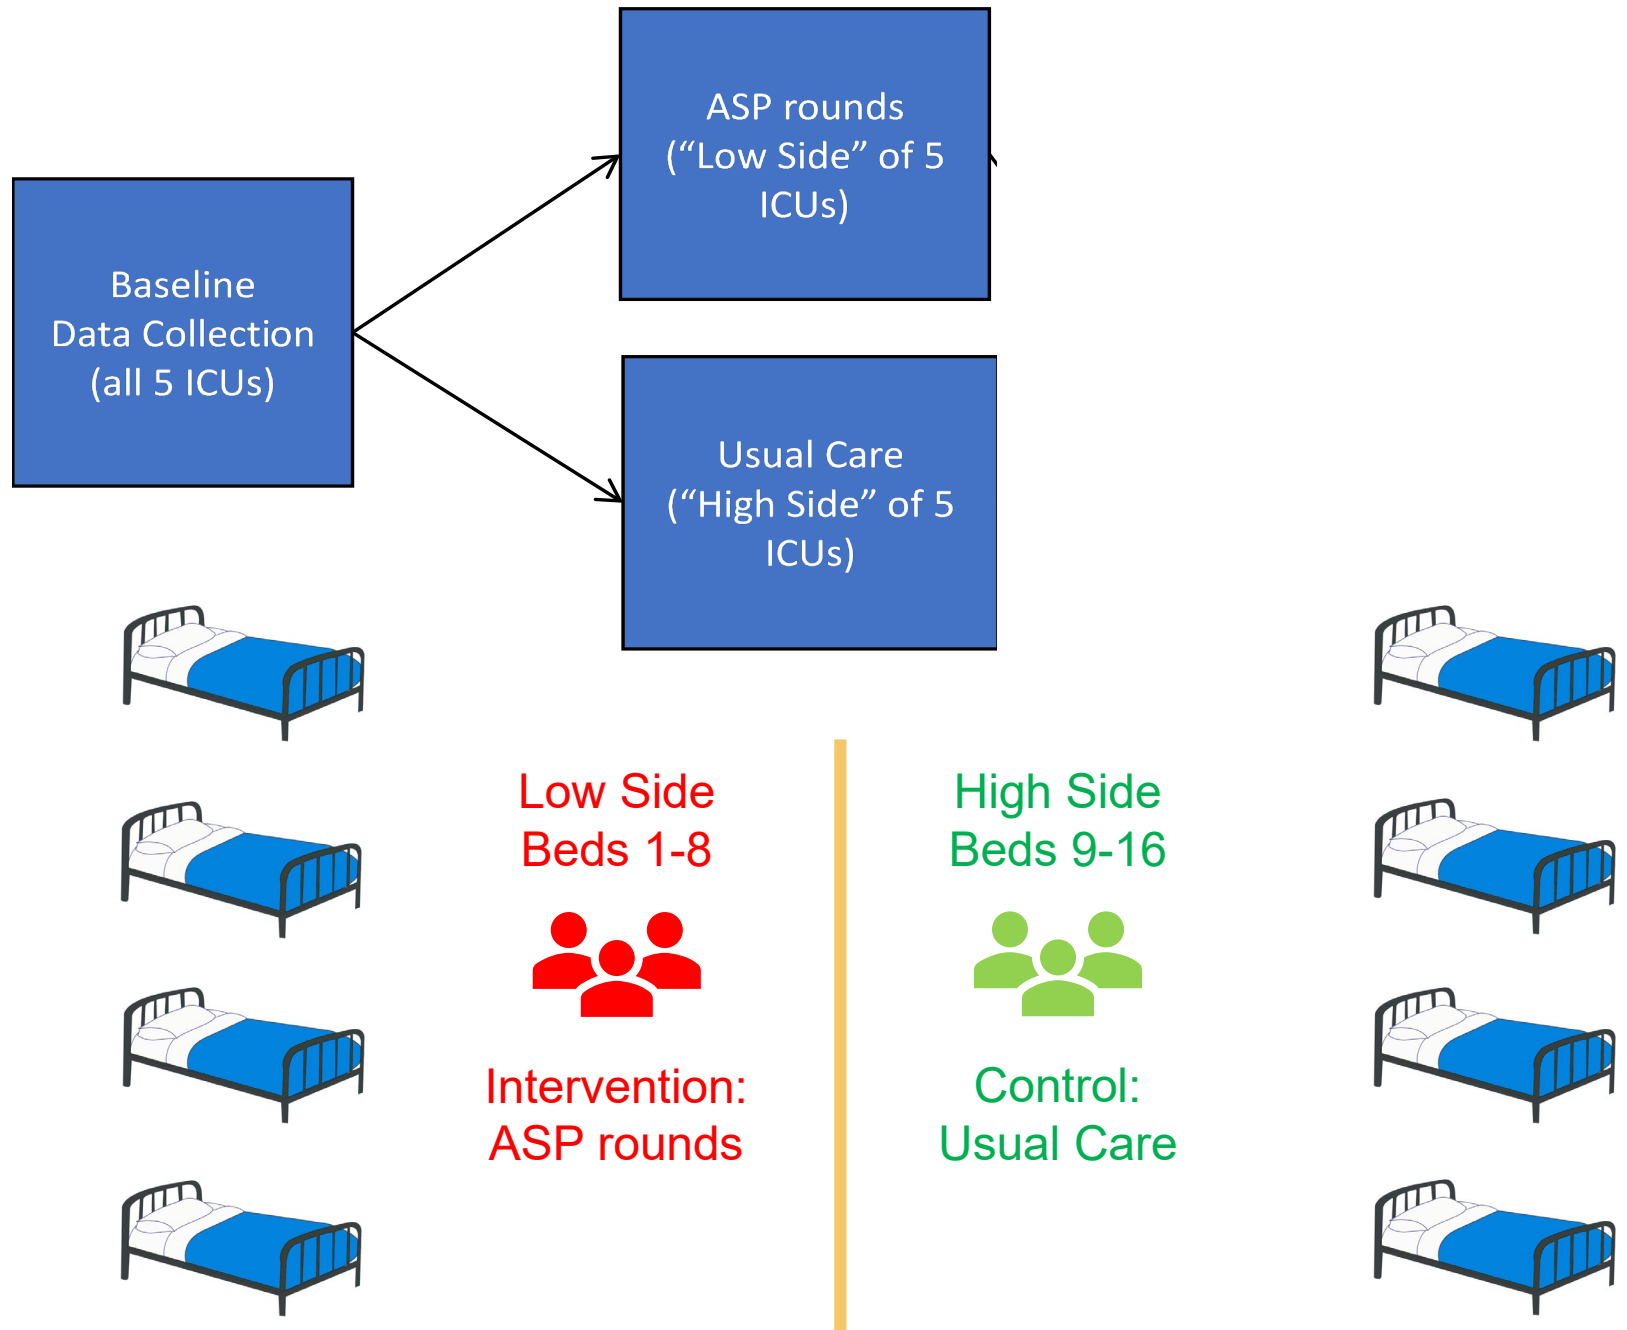 ASP rounds
(“Low Side” of 5
ICUs)
Baseline
Data Collection
(all 5 ICUs)
Usual Care
(“High Side” of 5
ICUs)
Low Side
Beds 1-8
Intervention:
ASP rounds
High Side
Beds 9-16
Control:
Usual Care